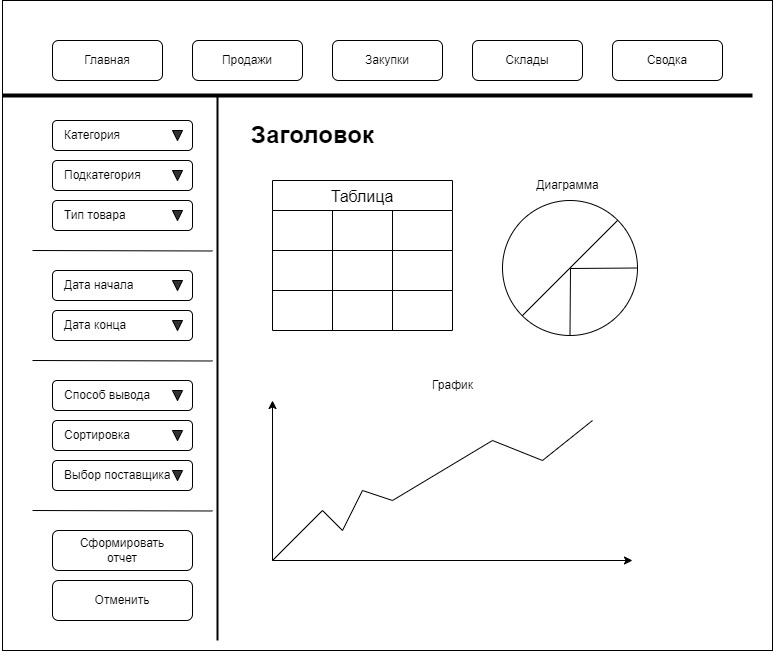 Главная
Продажи
Закупки
Склады
Сводка
Категория
Подкатегория
Тип товара
Дата начала
Дата конца
Способ вывода
Сортировка
Выбор поставщика
Сформировать
отчет
Отменить
Заголовок
Таблица
Диаграмма
График